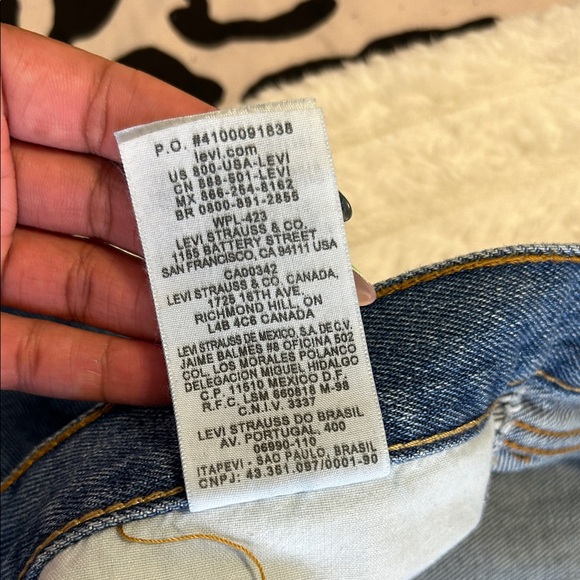 P.O. #4100091838
levi.com
US 800-USA-LEVI
CN 888-501-LEVI
MX 866-254-8162
BR 0800-891-2855
WPL-423
LEVI STRAUSS & CO.
1155 BATTERY STREET
SAN FRANCISCO, CA 94111 USA
CA00342
LEVI STRAUSS & CO. CANADA,
1725 16TH AVE.
RICHMOND HILL, ON
L4B 4C6 CANADA
LEVI STRAUSS DE MEXICO, S.A. DE C.V.
JAIME BALMES #8 OFICINA 502
COL. LOS MORALES POLANCO
DELEGACION MIGUEL HIDALGO
C.P. 11510 MEXICO D.F.
R.F.C. LSM 660818 M-98
C.N.I.V. 3337
LEVI STRAUSS DO BRASIL
AV. PORTUGAL, 400
06690-110
ITAPEVI, SAO PAULO, BRASIL
CNPJ: 43.351.097/0001-90